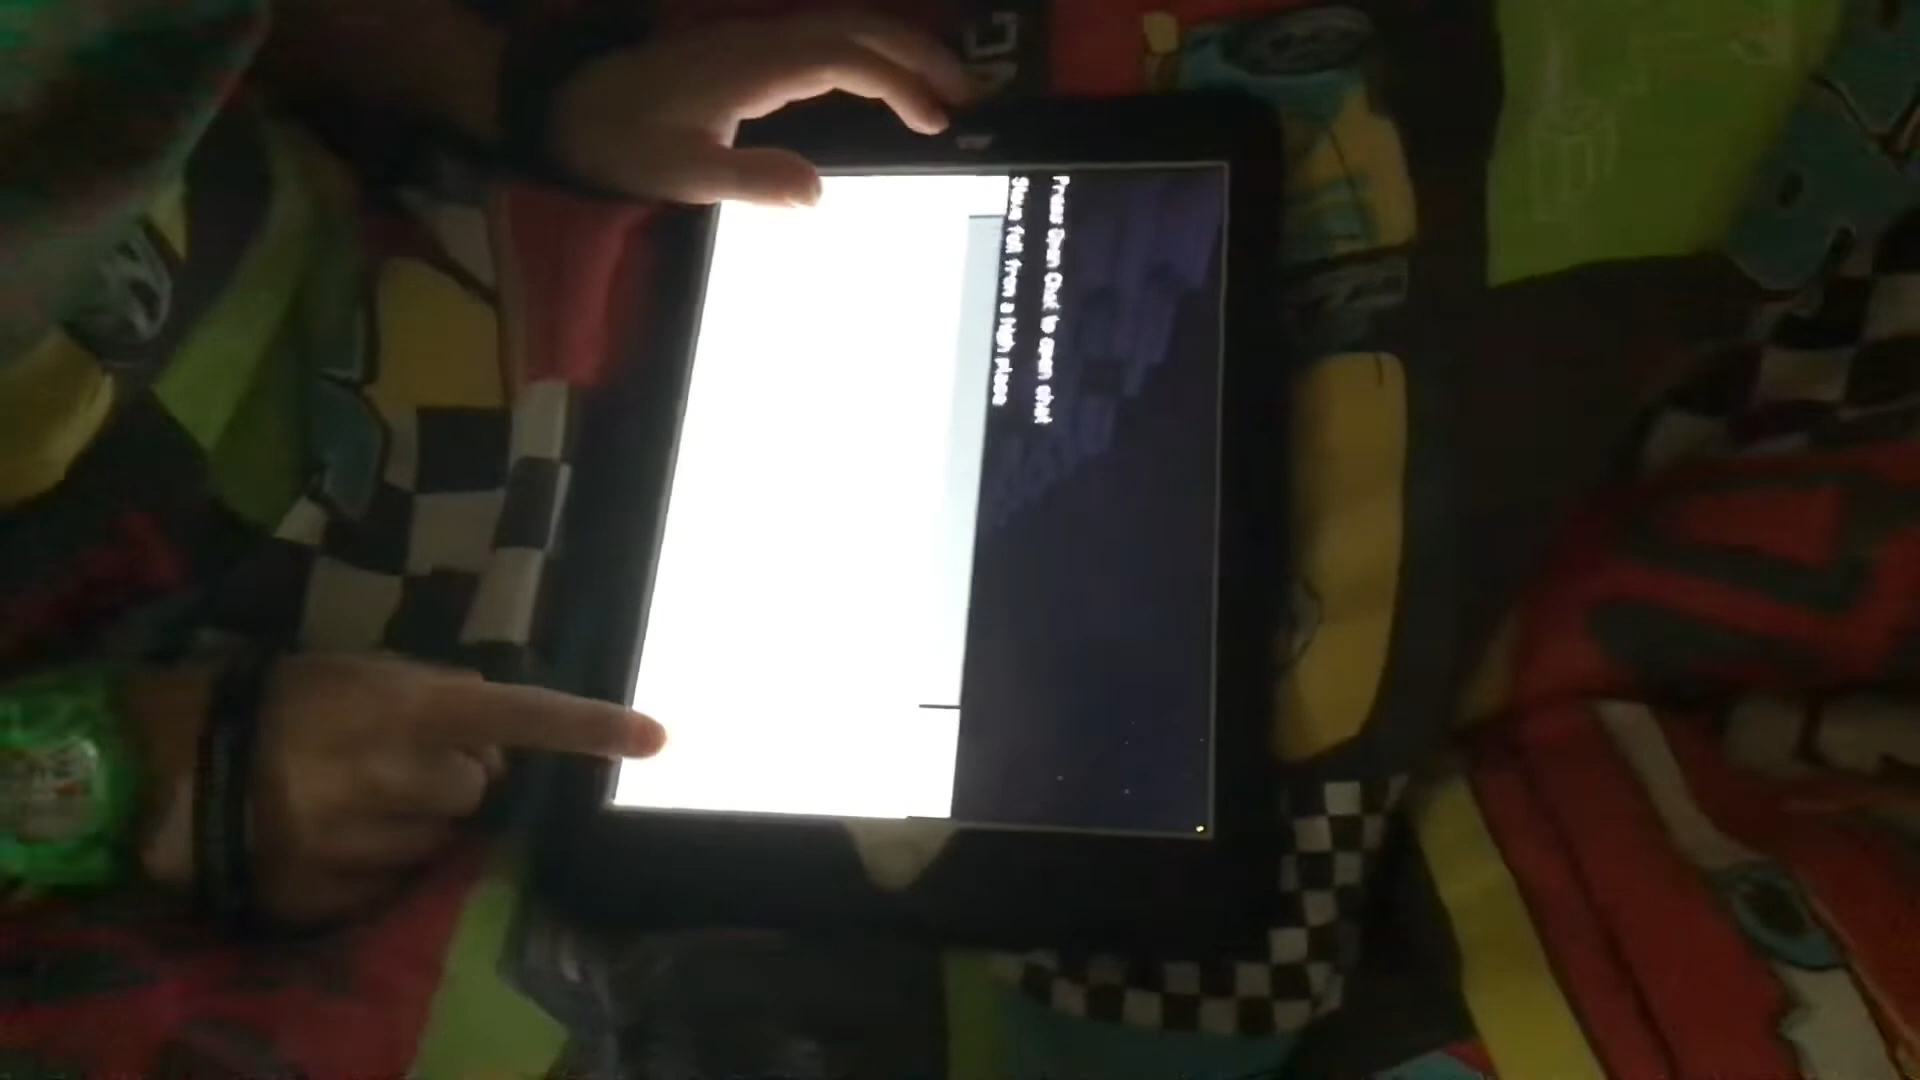 Press Open Chat to open chat
Steve fell from a high place